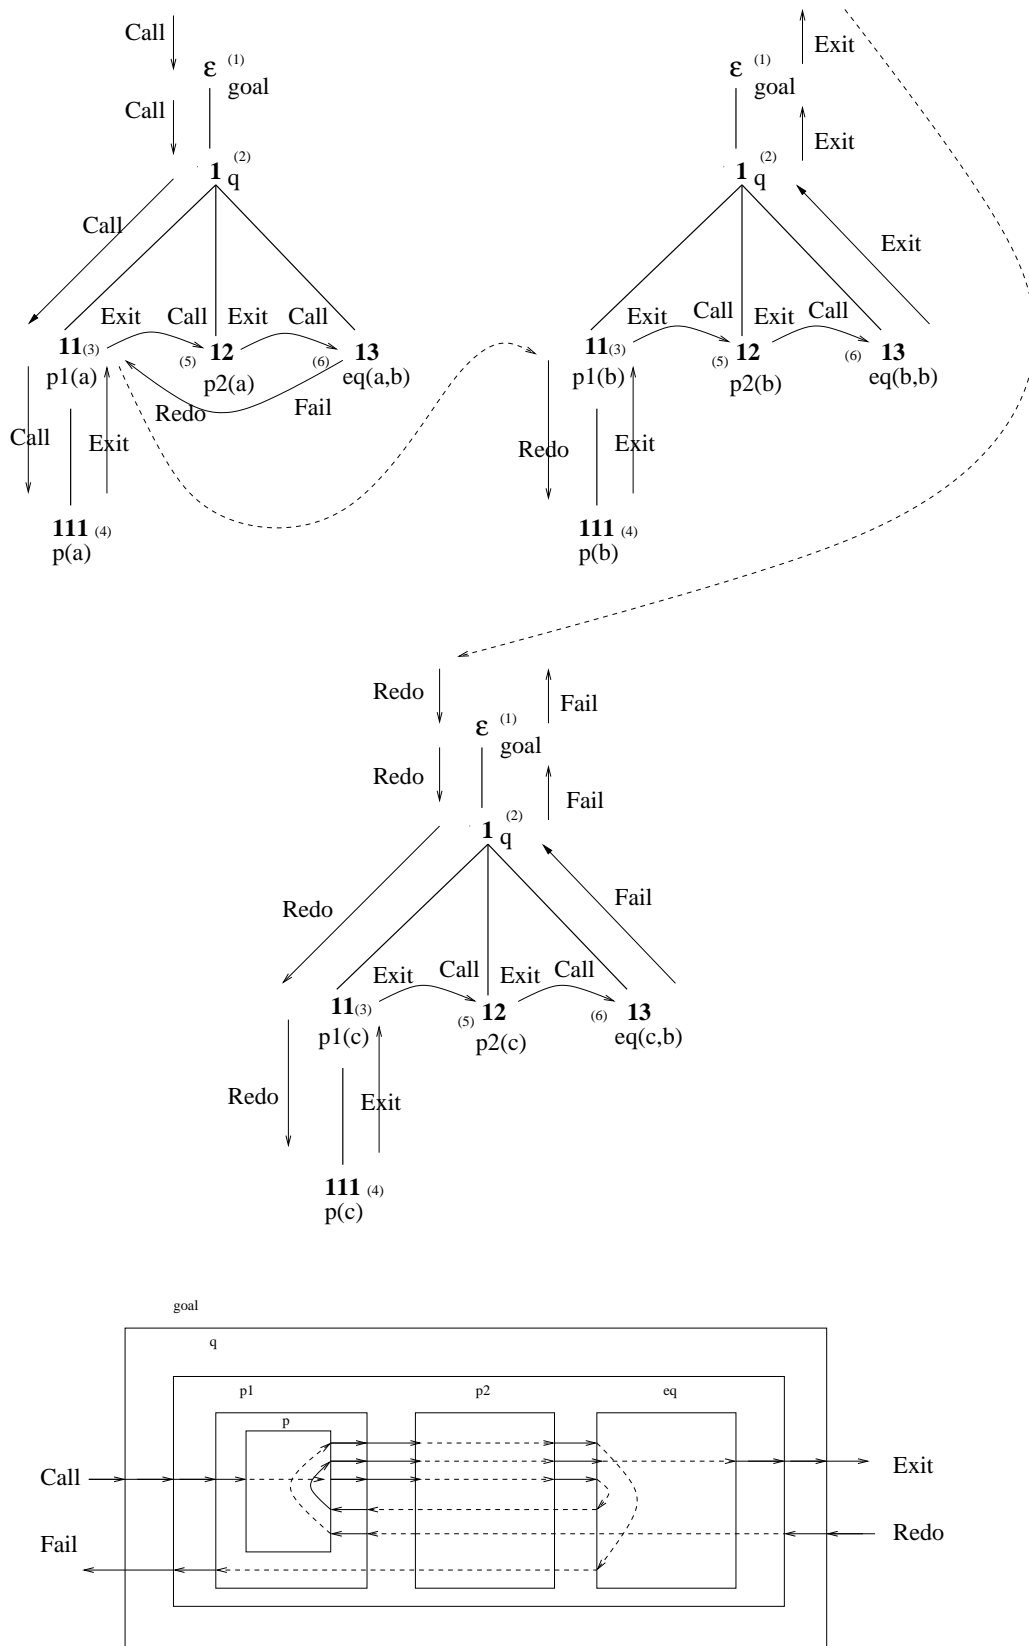 Call
ε (1)
goal
Call
1 (2)
q
Call
Exit Call Exit Call
11 (3) (5) 12 (6) 13
p1(a) p2(a) eq(a,b)
Redo Fail
Call Exit
111 (4)
p(a)
Exit
ε (1)
goal
Exit
1 (2)
q
Exit
Exit Call Exit Call
11 (3) (5) 12 (6) 13
p1(b) p2(b) eq(b,b)
Redo Exit
111 (4)
p(b)
Redo Fail
ε (1)
goal
Redo Fail
1 (2)
q
Redo Fail
Exit Call Exit Call
11 (3) (5) 12 (6) 13
p1(c) p2(c) eq(c,b)
Redo Exit
111 (4)
p(c)
goal
q
p1 p2 eq
p
Call Exit
Fail Redo